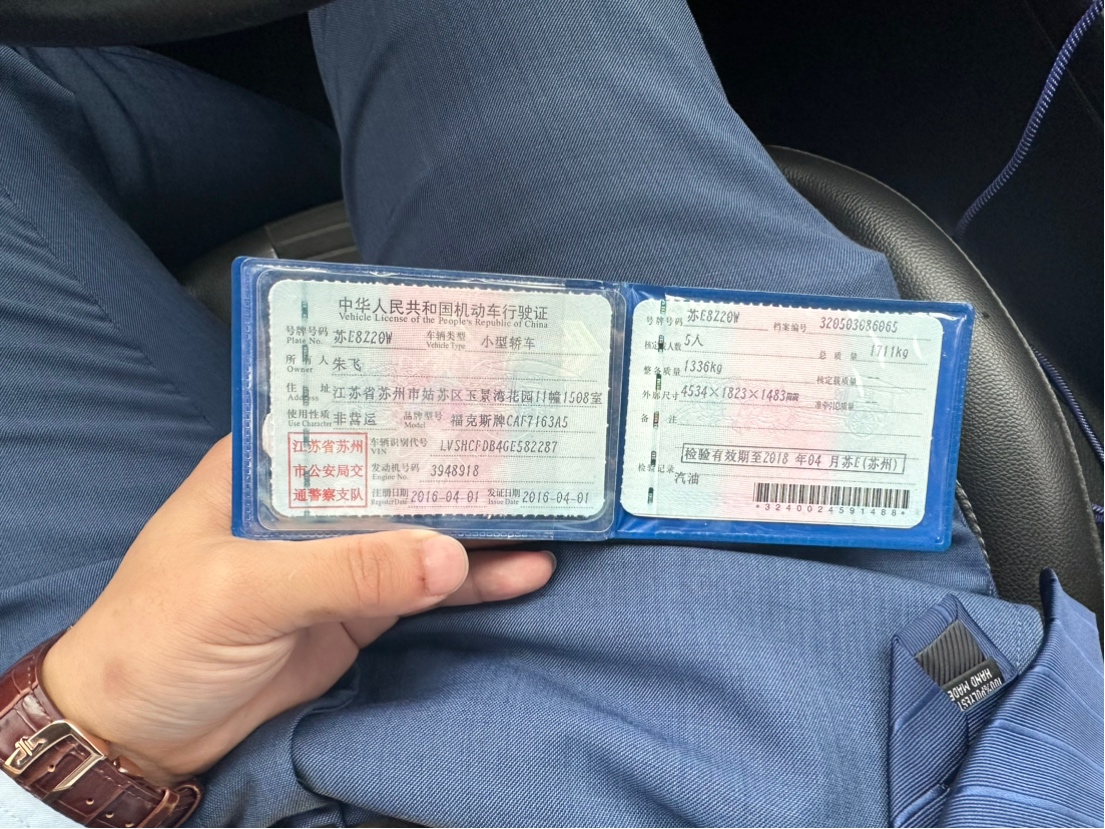 中华人民共和国机动车行驶证
Vehicle License of the People's Republic of China
号牌号码 苏E8Z20W 车辆类型 小型轿车
Plate No. Vehicle Type
所有人 朱飞
Owner
住址 江苏省苏州市姑苏区玉景湾花园11幢1508室
Address
使用性质 非营运 品牌型号 福克斯牌CAF7163A5
Use Character Model
江苏省苏州
市公安局交
通警察支队
车辆识别代号 LVSHCFDB4GE582287
VIN
发动机号码 3948918
Engine No.
注册日期 2016-04-01 发证日期 2016-04-01
Register Date Issue Date
号牌号码 苏E8Z20W 档案编号 320503686065
核定载人数 5人 总质量 1711kg
整备质量 1336kg 核定载质量 --
外廓尺寸 4534×1823×1483mm 准牵引总质量 --
备注
检验有效期至2018年04月苏E(苏州)
检验记录
汽油
*3240024591488*
100%POLYESTER
HAND MADE